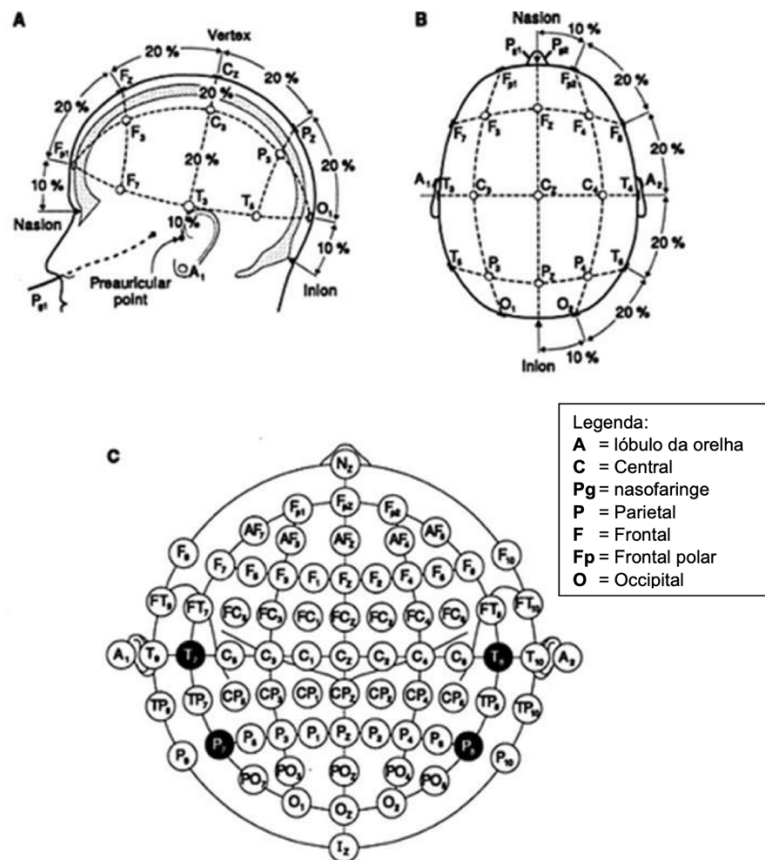 A
Vertex
20 %
20 %
Fz
Cz
20 %
20 %
20 %
F3
C3
Pz
Fp1
20 %
P3
20 %
10 %
F7
T3
T5
O1
Nasion
10 %
10 %
Preauricular
point
A1
Inion
Pg1
B
Nasion
10 %
Pg1
Pg2
Fp1
Fp2
20 %
F7
F3
Fz
F4
F8
20 %
A1
T3
C3
Cz
C4
T4
A2
20 %
T5
P3
Pz
P4
T6
O1
O2
20 %
Inion
10 %
Legenda:
A = lóbulo da orelha
C = Central
Pg = nasofaringe
P = Parietal
F = Frontal
Fp = Frontal polar
O = Occipital
C
Nz
Fp1 Fpz Fp2
AF7 AF3 AFz AF4 AF8
F9 F7 F5 F3 F1 Fz F2 F4 F6 F8 F10
FT9 FT7 FC5 FC3 FC1 FCz FC2 FC4 FC6 FT8 FT10
A1 T9 T7 C5 C3 C1 Cz C2 C4 C6 T8 T10 A2
TP9 TP7 CP5 CP3 CP1 CPz CP2 CP4 CP6 TP8 TP10
P9 P7 P5 P3 P1 Pz P2 P4 P6 P8 P10
PO7 PO3 POz PO4 PO8
O1 Oz O2
Iz